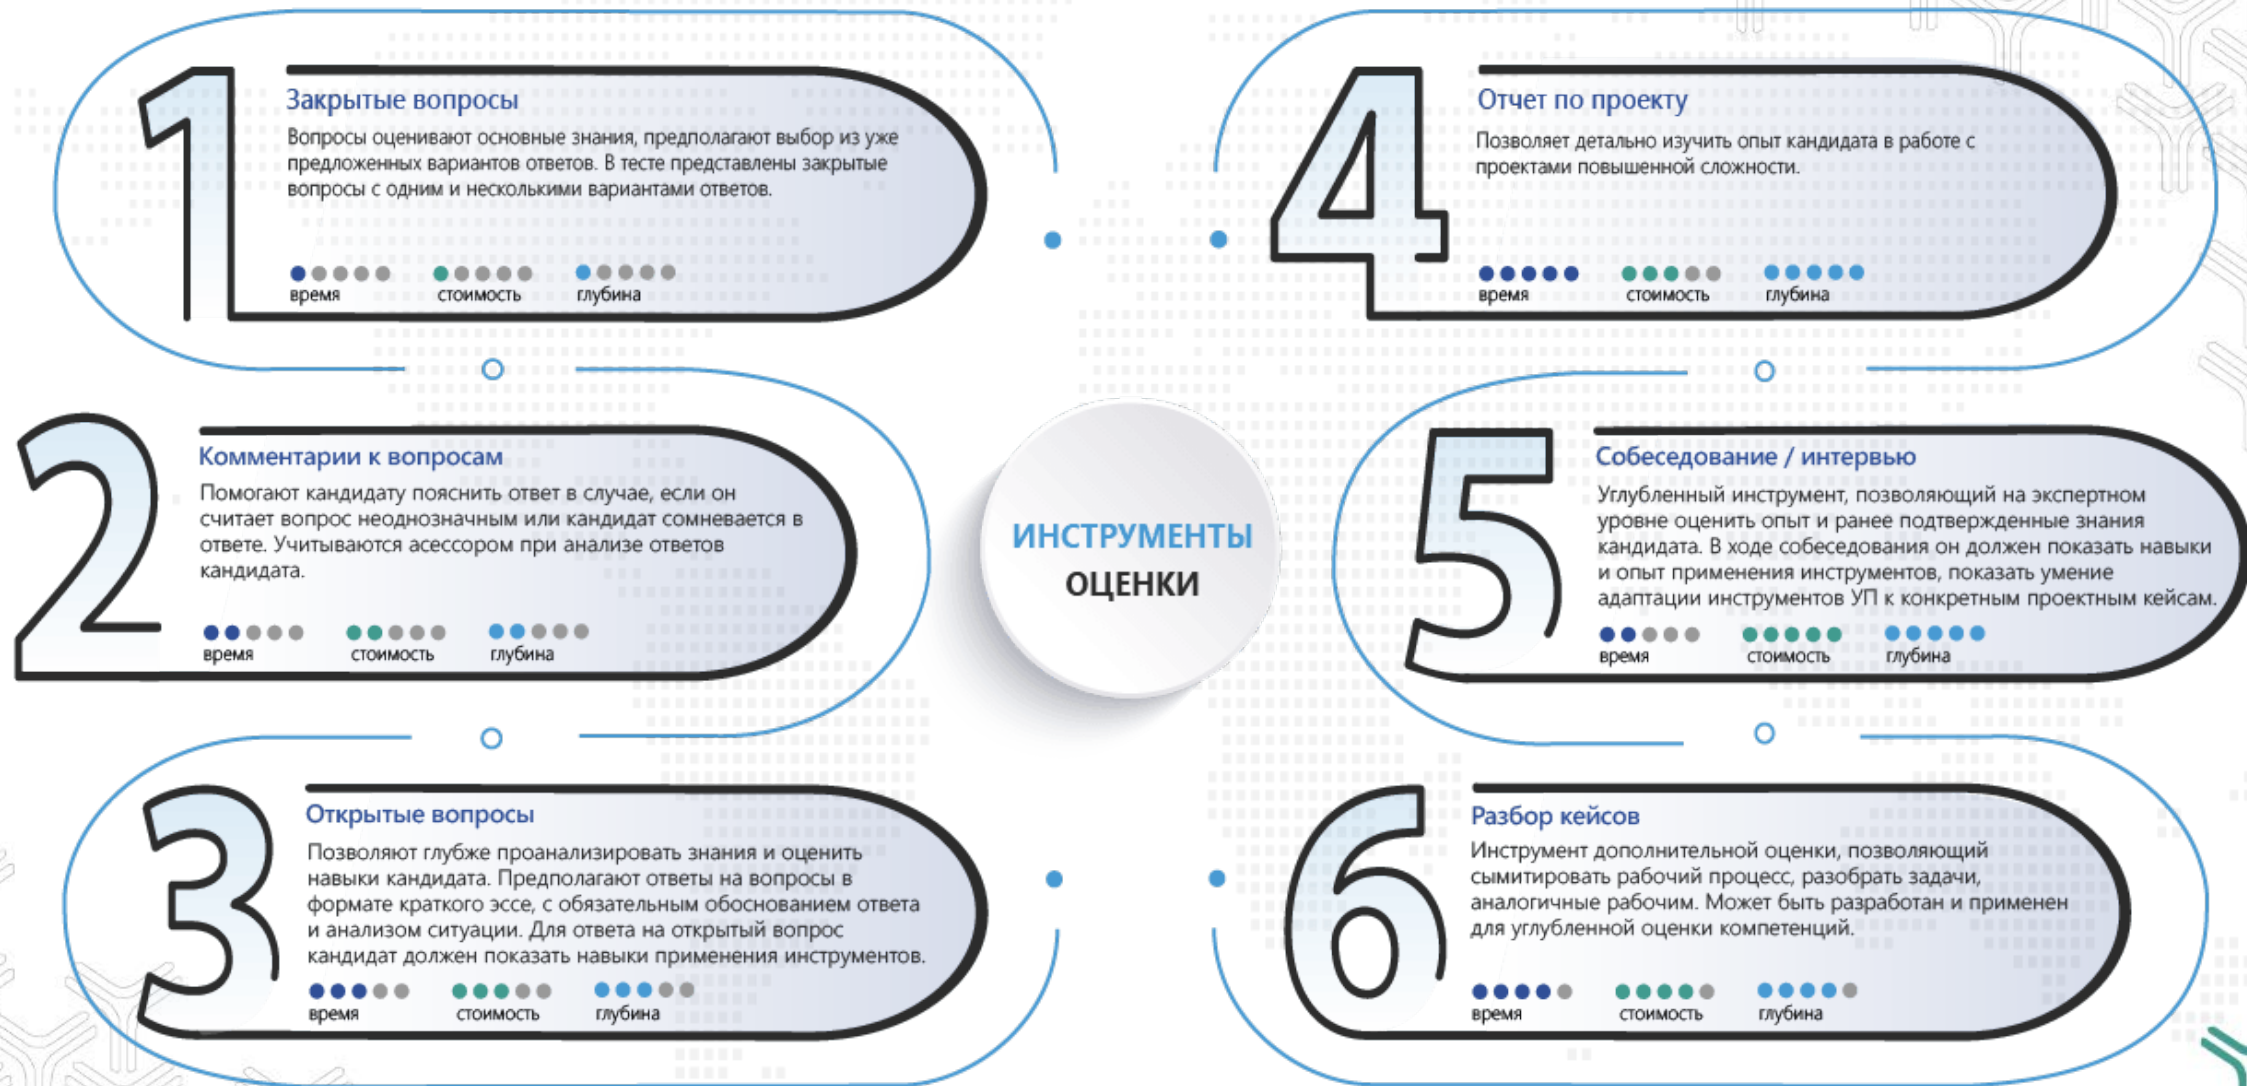 1
Закрытые вопросы
Вопросы оценивают основные знания, предполагают выбор из уже
предложенных вариантов ответов. В тесте представлены закрытые
вопросы с одним и несколькими вариантами ответов.
время стоимость глубина
2
Комментарии к вопросам
Помогают кандидату пояснить ответ в случае, если он
считает вопрос неоднозначным или кандидат сомневается в
ответе. Учитываются асессором при анализе ответов
кандидата.
время стоимость глубина
3
Открытые вопросы
Позволяют глубже проанализировать знания и оценить
навыки кандидата. Предполагают ответы на вопросы в
формате краткого эссе, с обязательным обоснованием ответа
и анализом ситуации. Для ответа на открытый вопрос
кандидат должен показать навыки применения инструментов.
время стоимость глубина
ИНСТРУМЕНТЫ
ОЦЕНКИ
4
Отчет по проекту
Позволяет детально изучить опыт кандидата в работе с
проектами повышенной сложности.
время стоимость глубина
5
Собеседование / интервью
Углубленный инструмент, позволяющий на экспертном
уровне оценить опыт и ранее подтвержденные знания
кандидата. В ходе собеседования он должен показать навыки
и опыт применения инструментов, показать умение
адаптации инструментов УП к конкретным проектным кейсам.
время стоимость глубина
6
Разбор кейсов
Инструмент дополнительной оценки, позволяющий
сымитировать рабочий процесс, разобрать задачи,
аналогичные рабочим. Может быть разработан и применен
для углубленной оценки компетенций.
время стоимость глубина